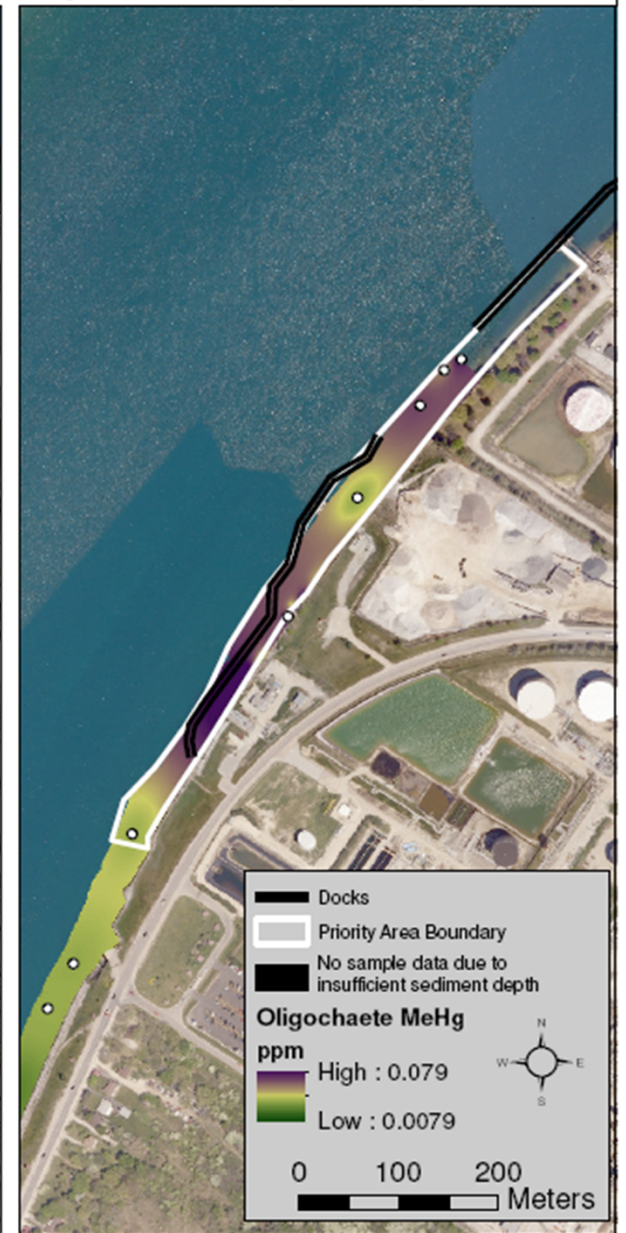 Docks
Priority Area Boundary
No sample data due to
insufficient sediment depth
Oligochaete MeHg
ppm
High : 0.079
Low : 0.0079
N
W E
S
0 100 200
Meters